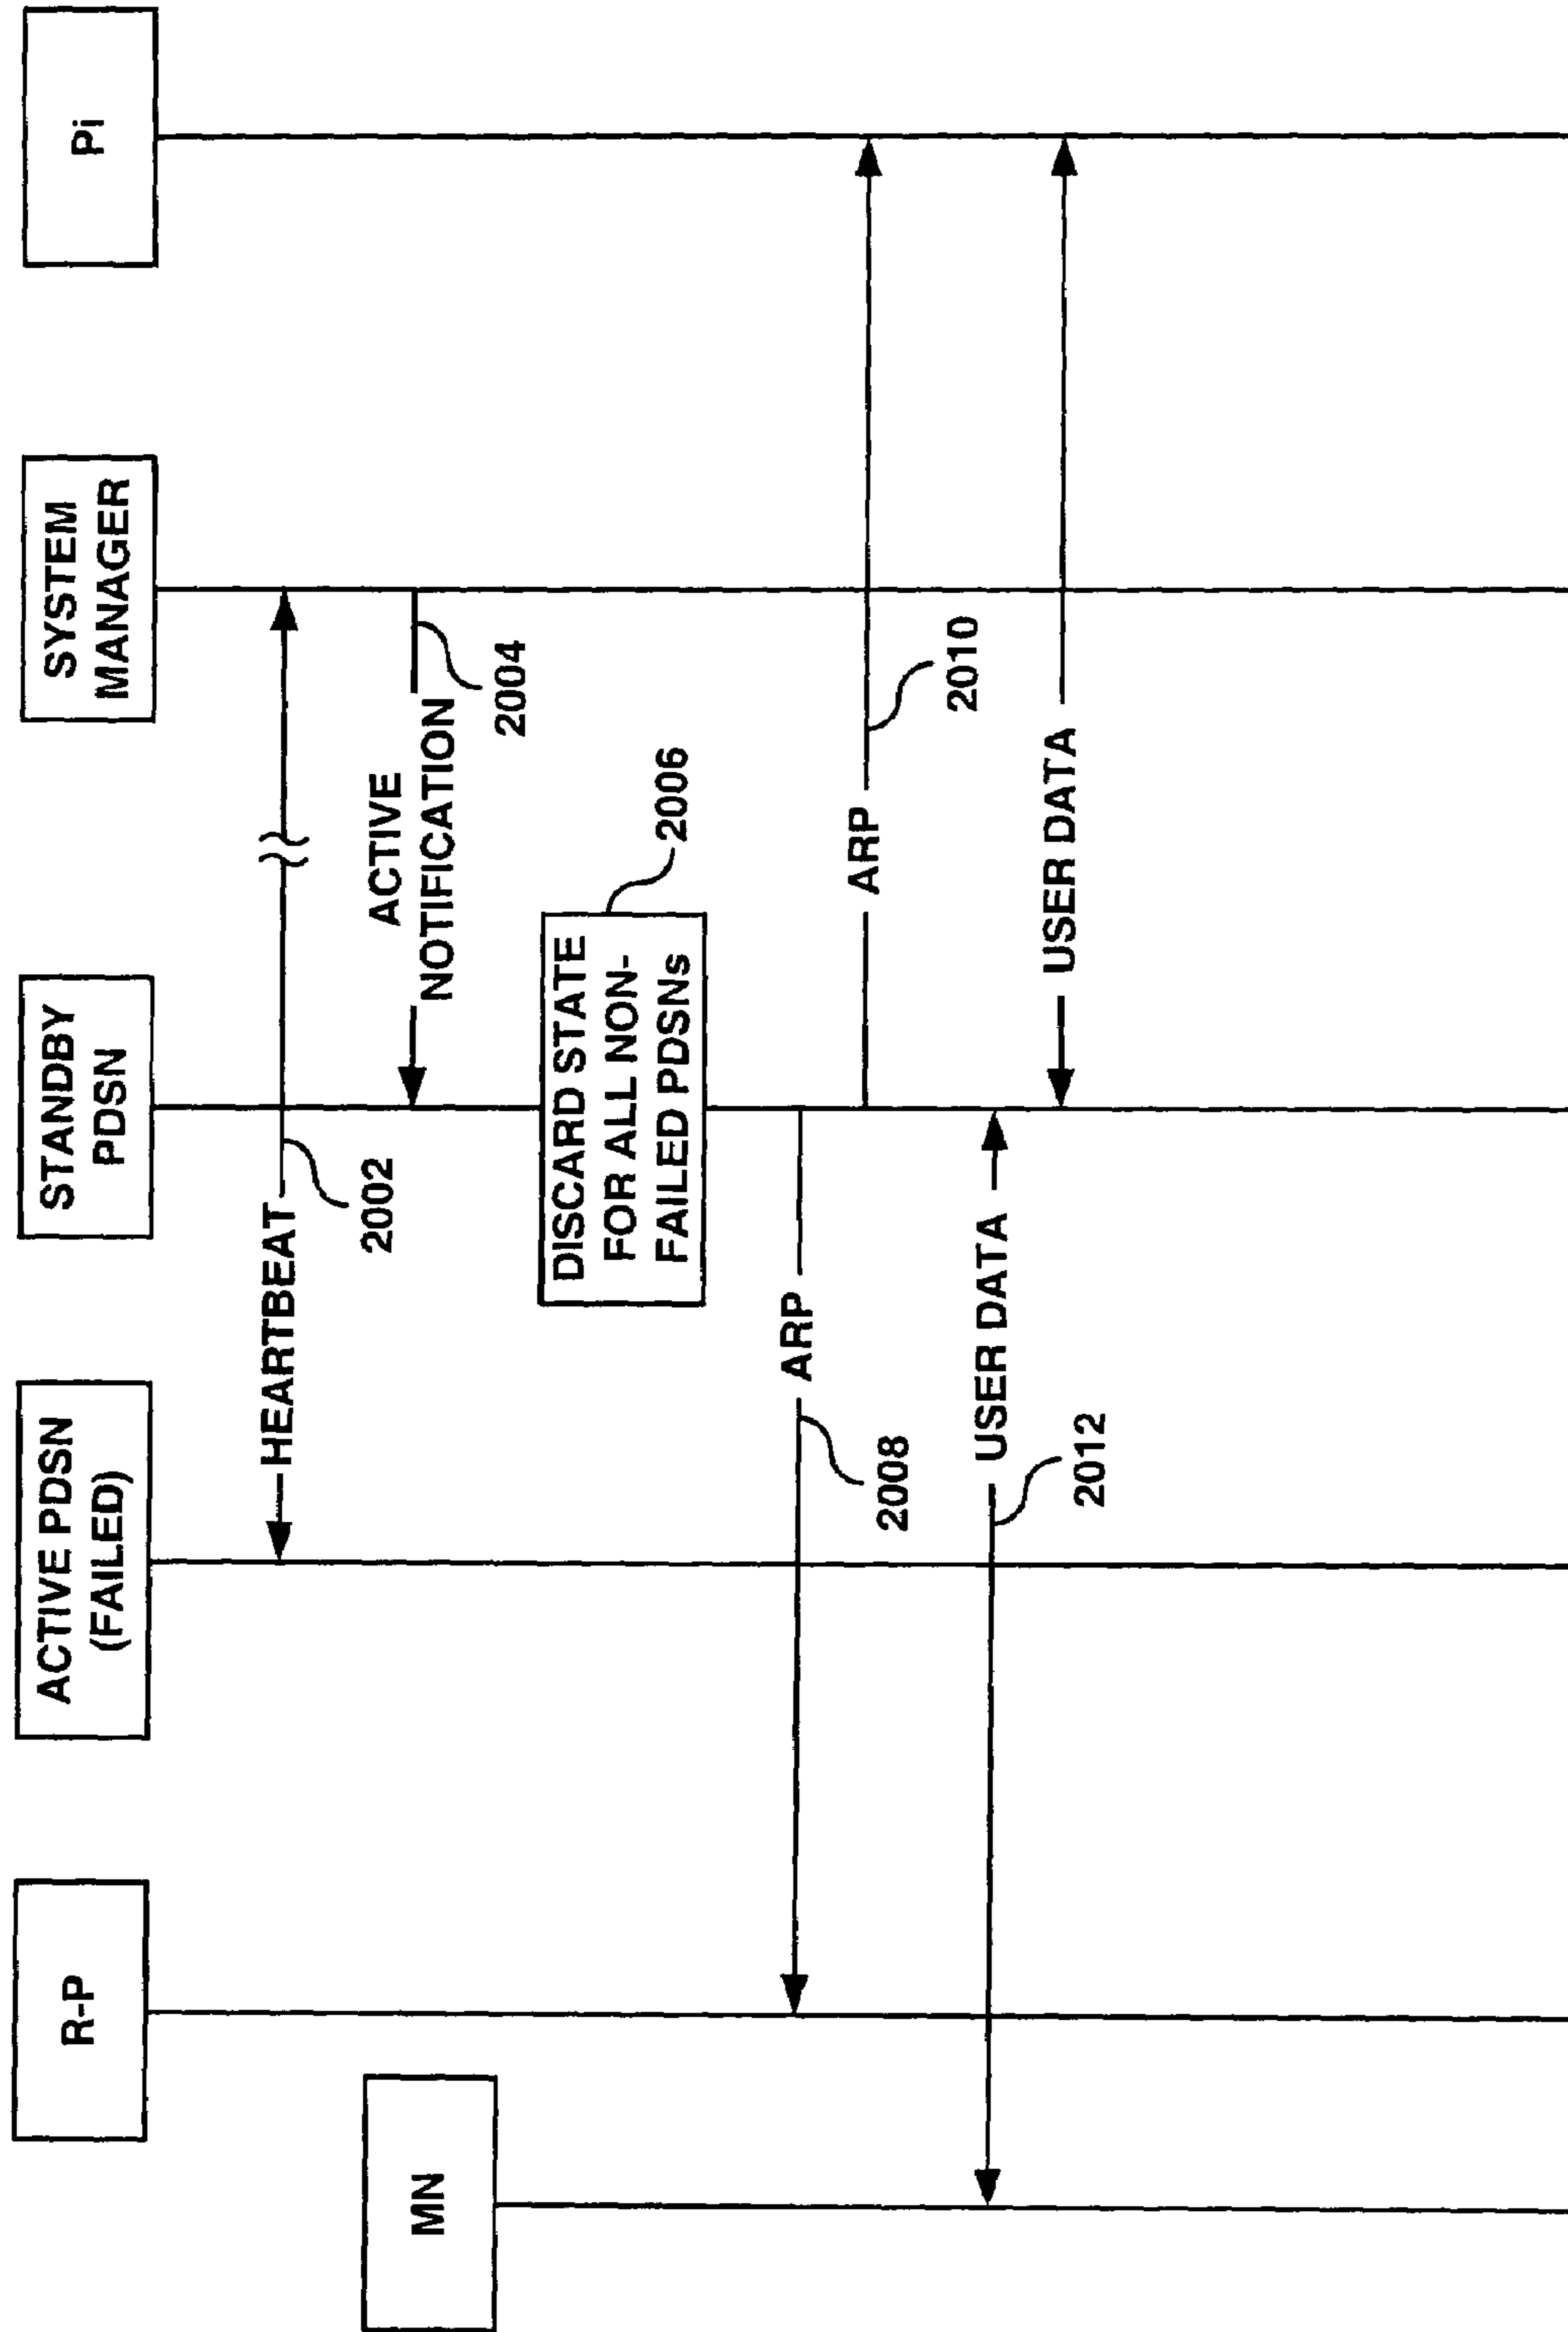 MN
R-P
ACTIVE PDSN
(FAILED)
STANDBY
PDSN
SYSTEM
MANAGER
Pi
HEARTBEAT
2002
ACTIVE
NOTIFICATION
2004
DISCARD STATE
FOR ALL NON-
FAILED PDSNs
2006
ARP
2008
ARP
2010
USER DATA
2012
USER DATA